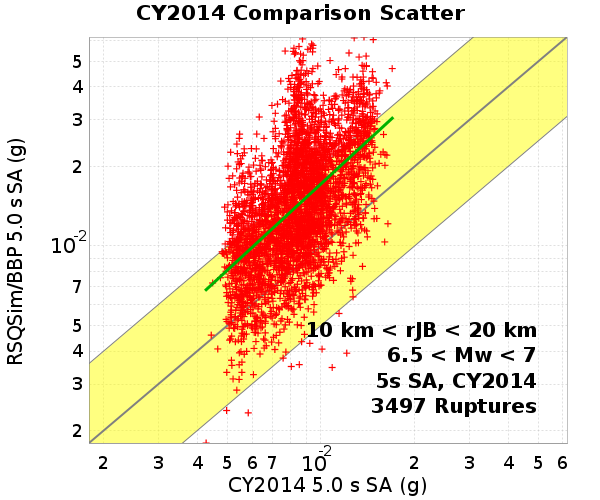 CY2014 Comparison Scatter
RSQSim/BBP 5.0 s SA (g)
5
4
3
2
10-2
7
5
4
3
2
10 km < rJB < 20 km
6.5 < Mw < 7
5s SA, CY2014
3497 Ruptures
2 3 4 5 6 7 10-2 2 3 4 5 6
CY2014 5.0 s SA (g)